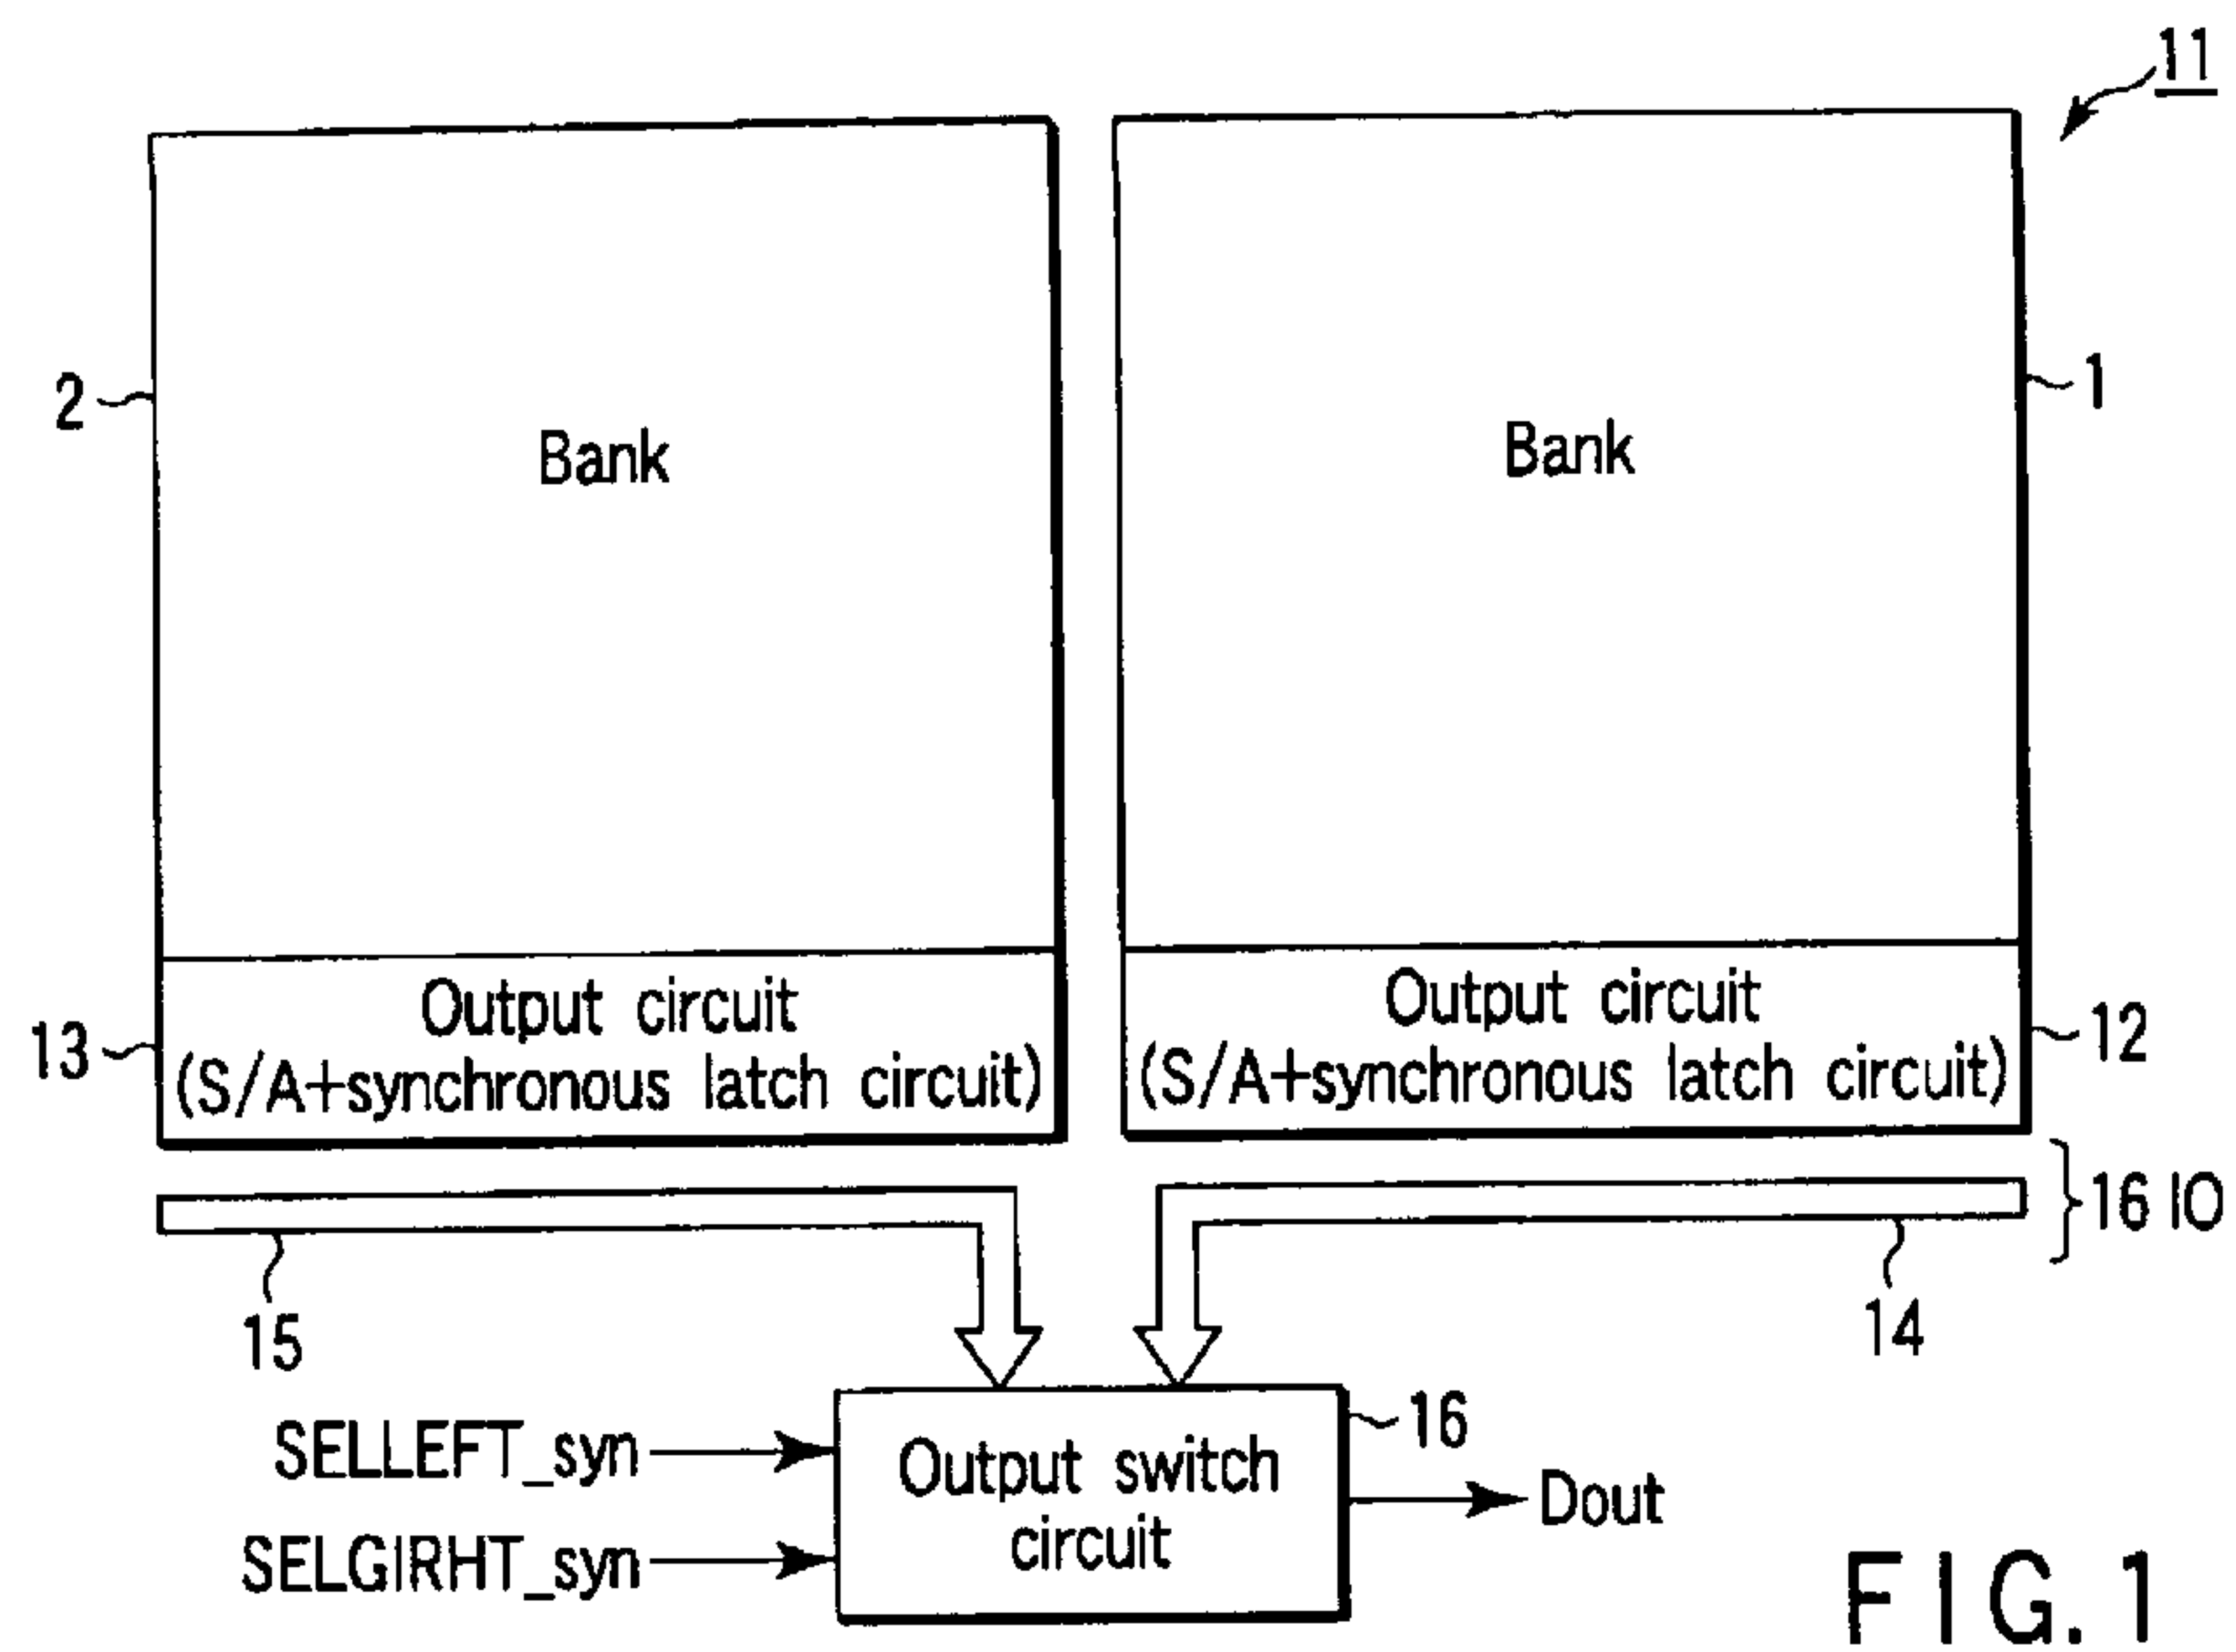 11
2
Bank
Bank
1
13
Output circuit
(S/A+synchronous latch circuit)
Output circuit
(S/A+synchronous latch circuit)
12
16 IO
15
14
SELLEFT_syn
SELGIRHT_syn
Output switch
circuit
16
Dout
FIG. 1